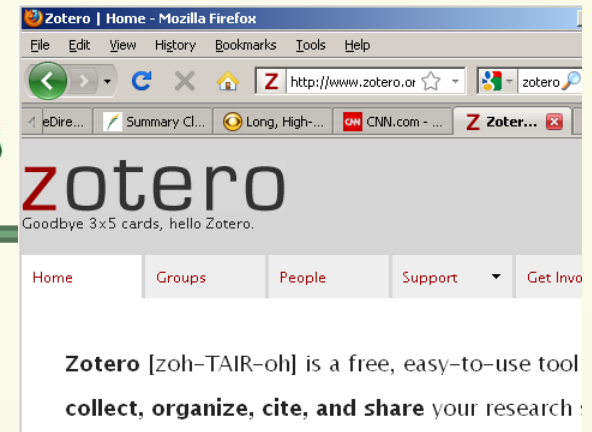 Zotero | Home - Mozilla Firefox
File Edit View History Bookmarks Tools Help
Z http://www.zotero.or zotero
eDire... Summary Cl... Long, High-... CNN CNN.com - ... Z Zoter...
zotero
Goodbye 3x5 cards, hello Zotero.
Home Groups People Support Get Invo
Zotero [zoh-TAIR-oh] is a free, easy-to-use tool
collect, organize, cite, and share your research